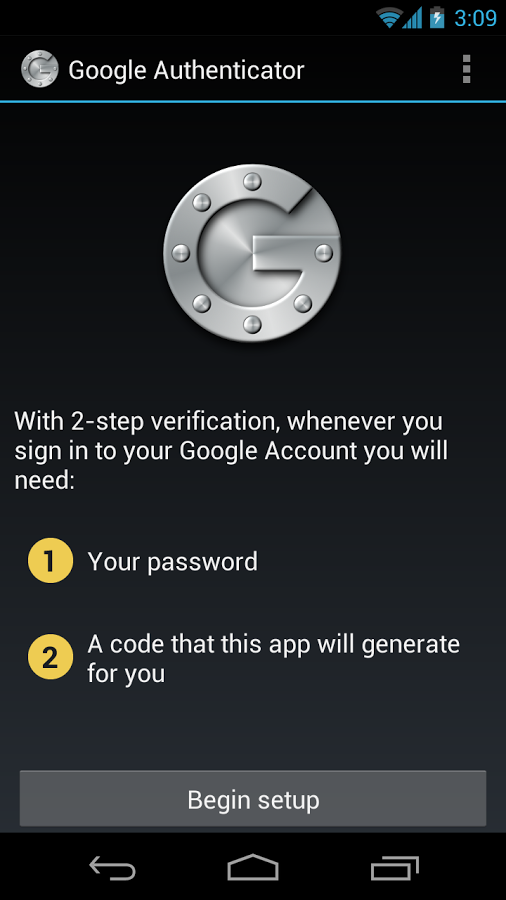 3:09
Google Authenticator
With 2-step verification, whenever you
sign in to your Google Account you will
need:
1 Your password
2 A code that this app will generate
for you
Begin setup